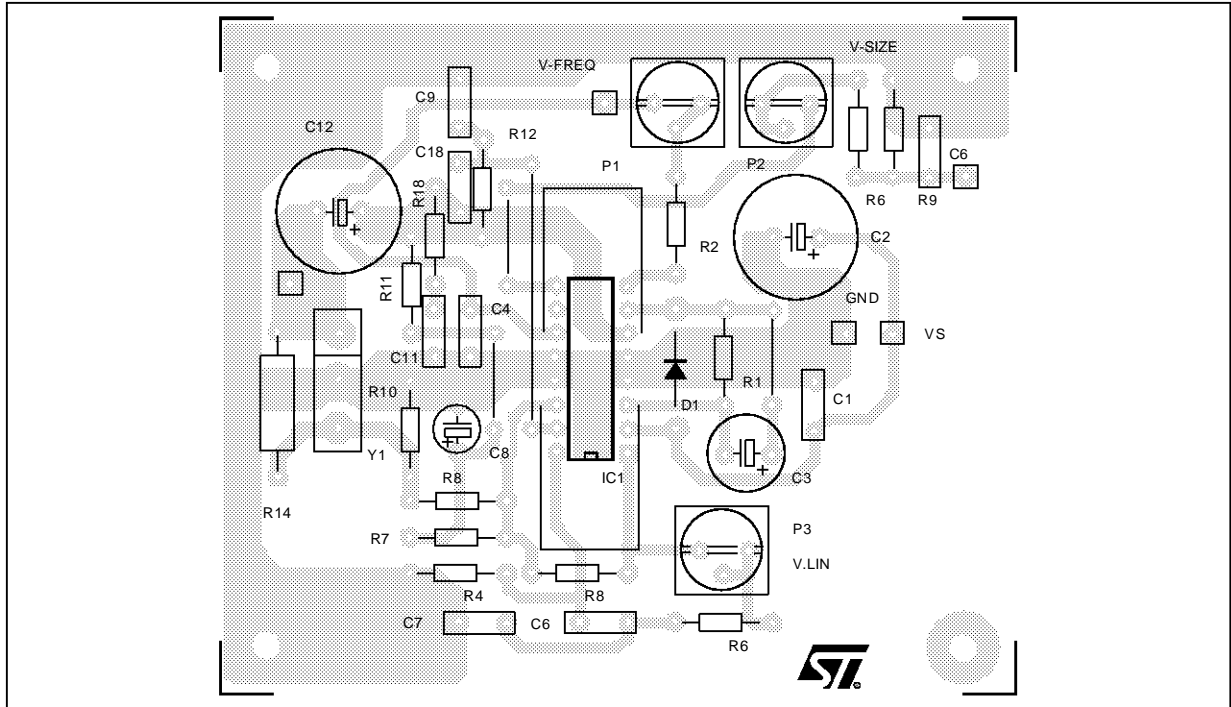 V-SIZE
V-FREQ
C9
C12
R12
C18
P1
P2
C6
R18
R6
R9
R2
C2
R11
C4
GND
VS
C11
R10
R1
C1
D1
Y1
C8
R8
IC1
C3
R14
R7
P3
V.LIN
R4
R8
C7
C6
R6
ST